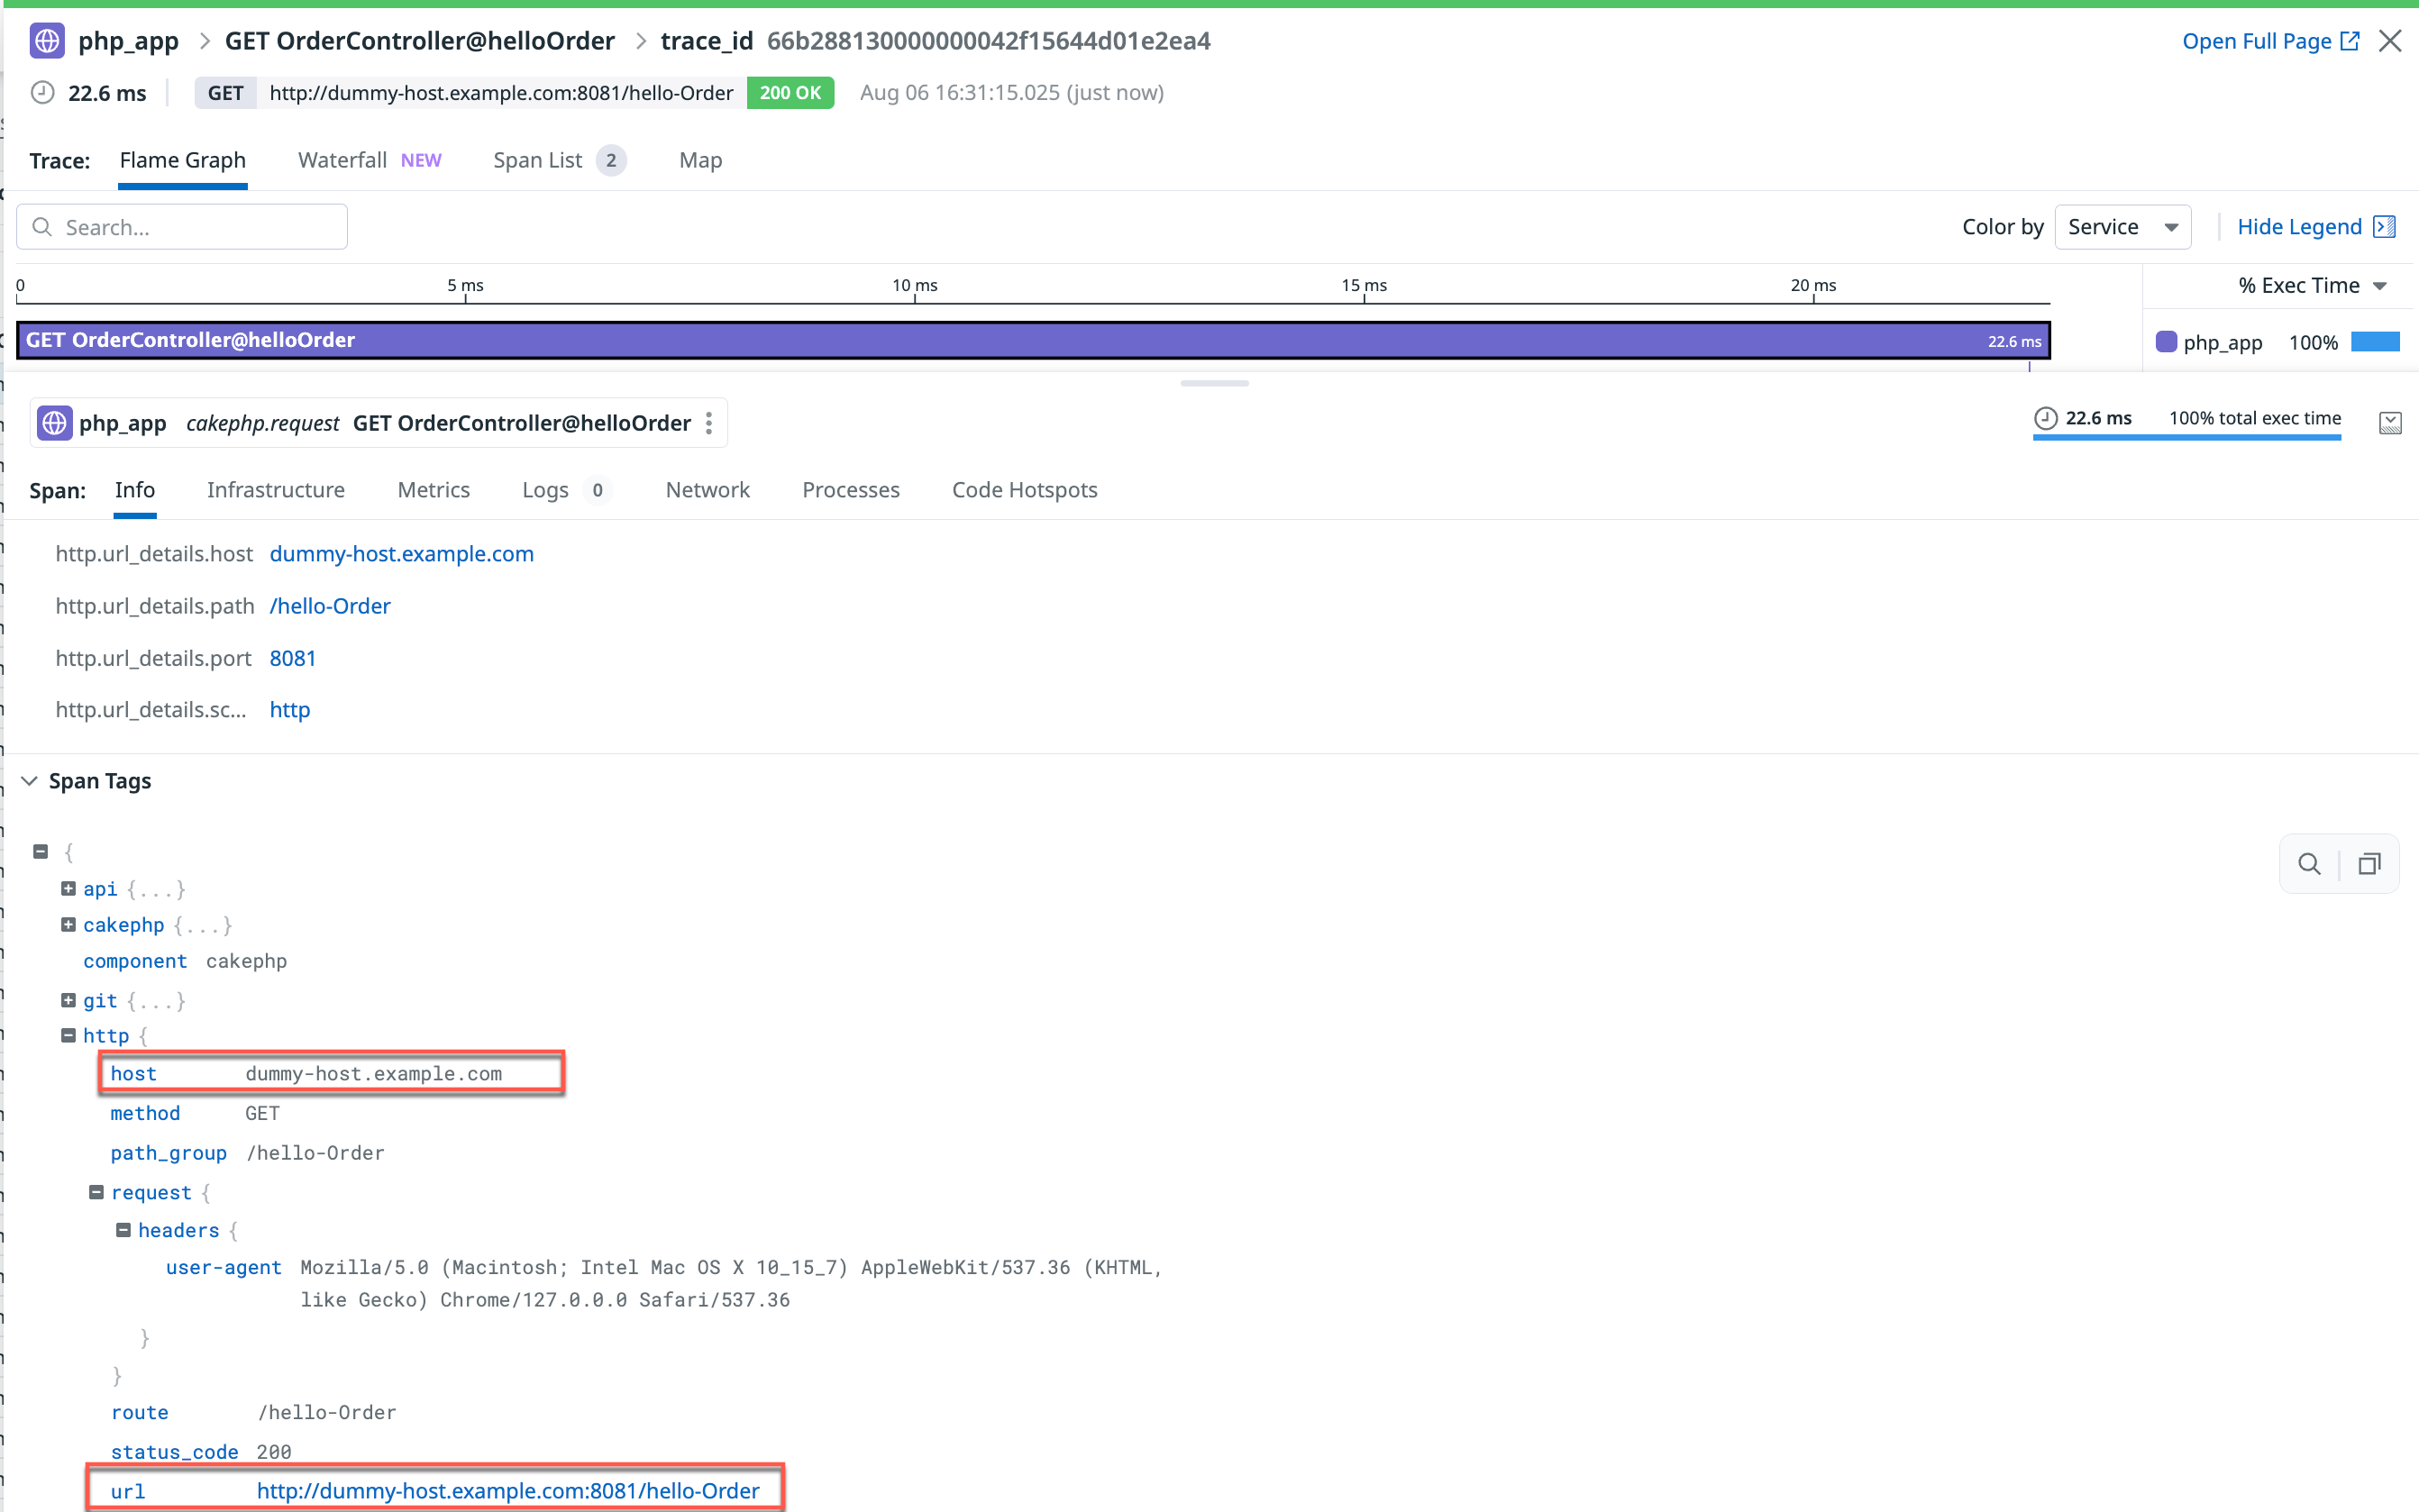 php_app > GET OrderController@helloOrder > trace_id 66b288130000000042f15644d01e2ea4 Open Full Page
22.6 ms GET http://dummy-host.example.com:8081/hello-Order 200 OK Aug 06 16:31:15.025 (just now)
Trace: Flame Graph Waterfall NEW Span List 2 Map
Search... Color by Service Hide Legend
0 5 ms 10 ms 15 ms 20 ms % Exec Time
GET OrderController@helloOrder 22.6 ms php_app 100%
php_app cakephp.request GET OrderController@helloOrder 22.6 ms 100% total exec time
Span: Info Infrastructure Metrics Logs 0 Network Processes Code Hotspots
http.url_details.host dummy-host.example.com
http.url_details.path /hello-Order
http.url_details.port 8081
http.url_details.sc... http
Span Tags
{
api {...}
cakephp {...}
component cakephp
git {...}
http {
host dummy-host.example.com
method GET
path_group /hello-Order
request {
headers {
user-agent Mozilla/5.0 (Macintosh; Intel Mac OS X 10_15_7) AppleWebKit/537.36 (KHTML,
like Gecko) Chrome/127.0.0.0 Safari/537.36
}
}
route /hello-Order
status_code 200
url http://dummy-host.example.com:8081/hello-Order